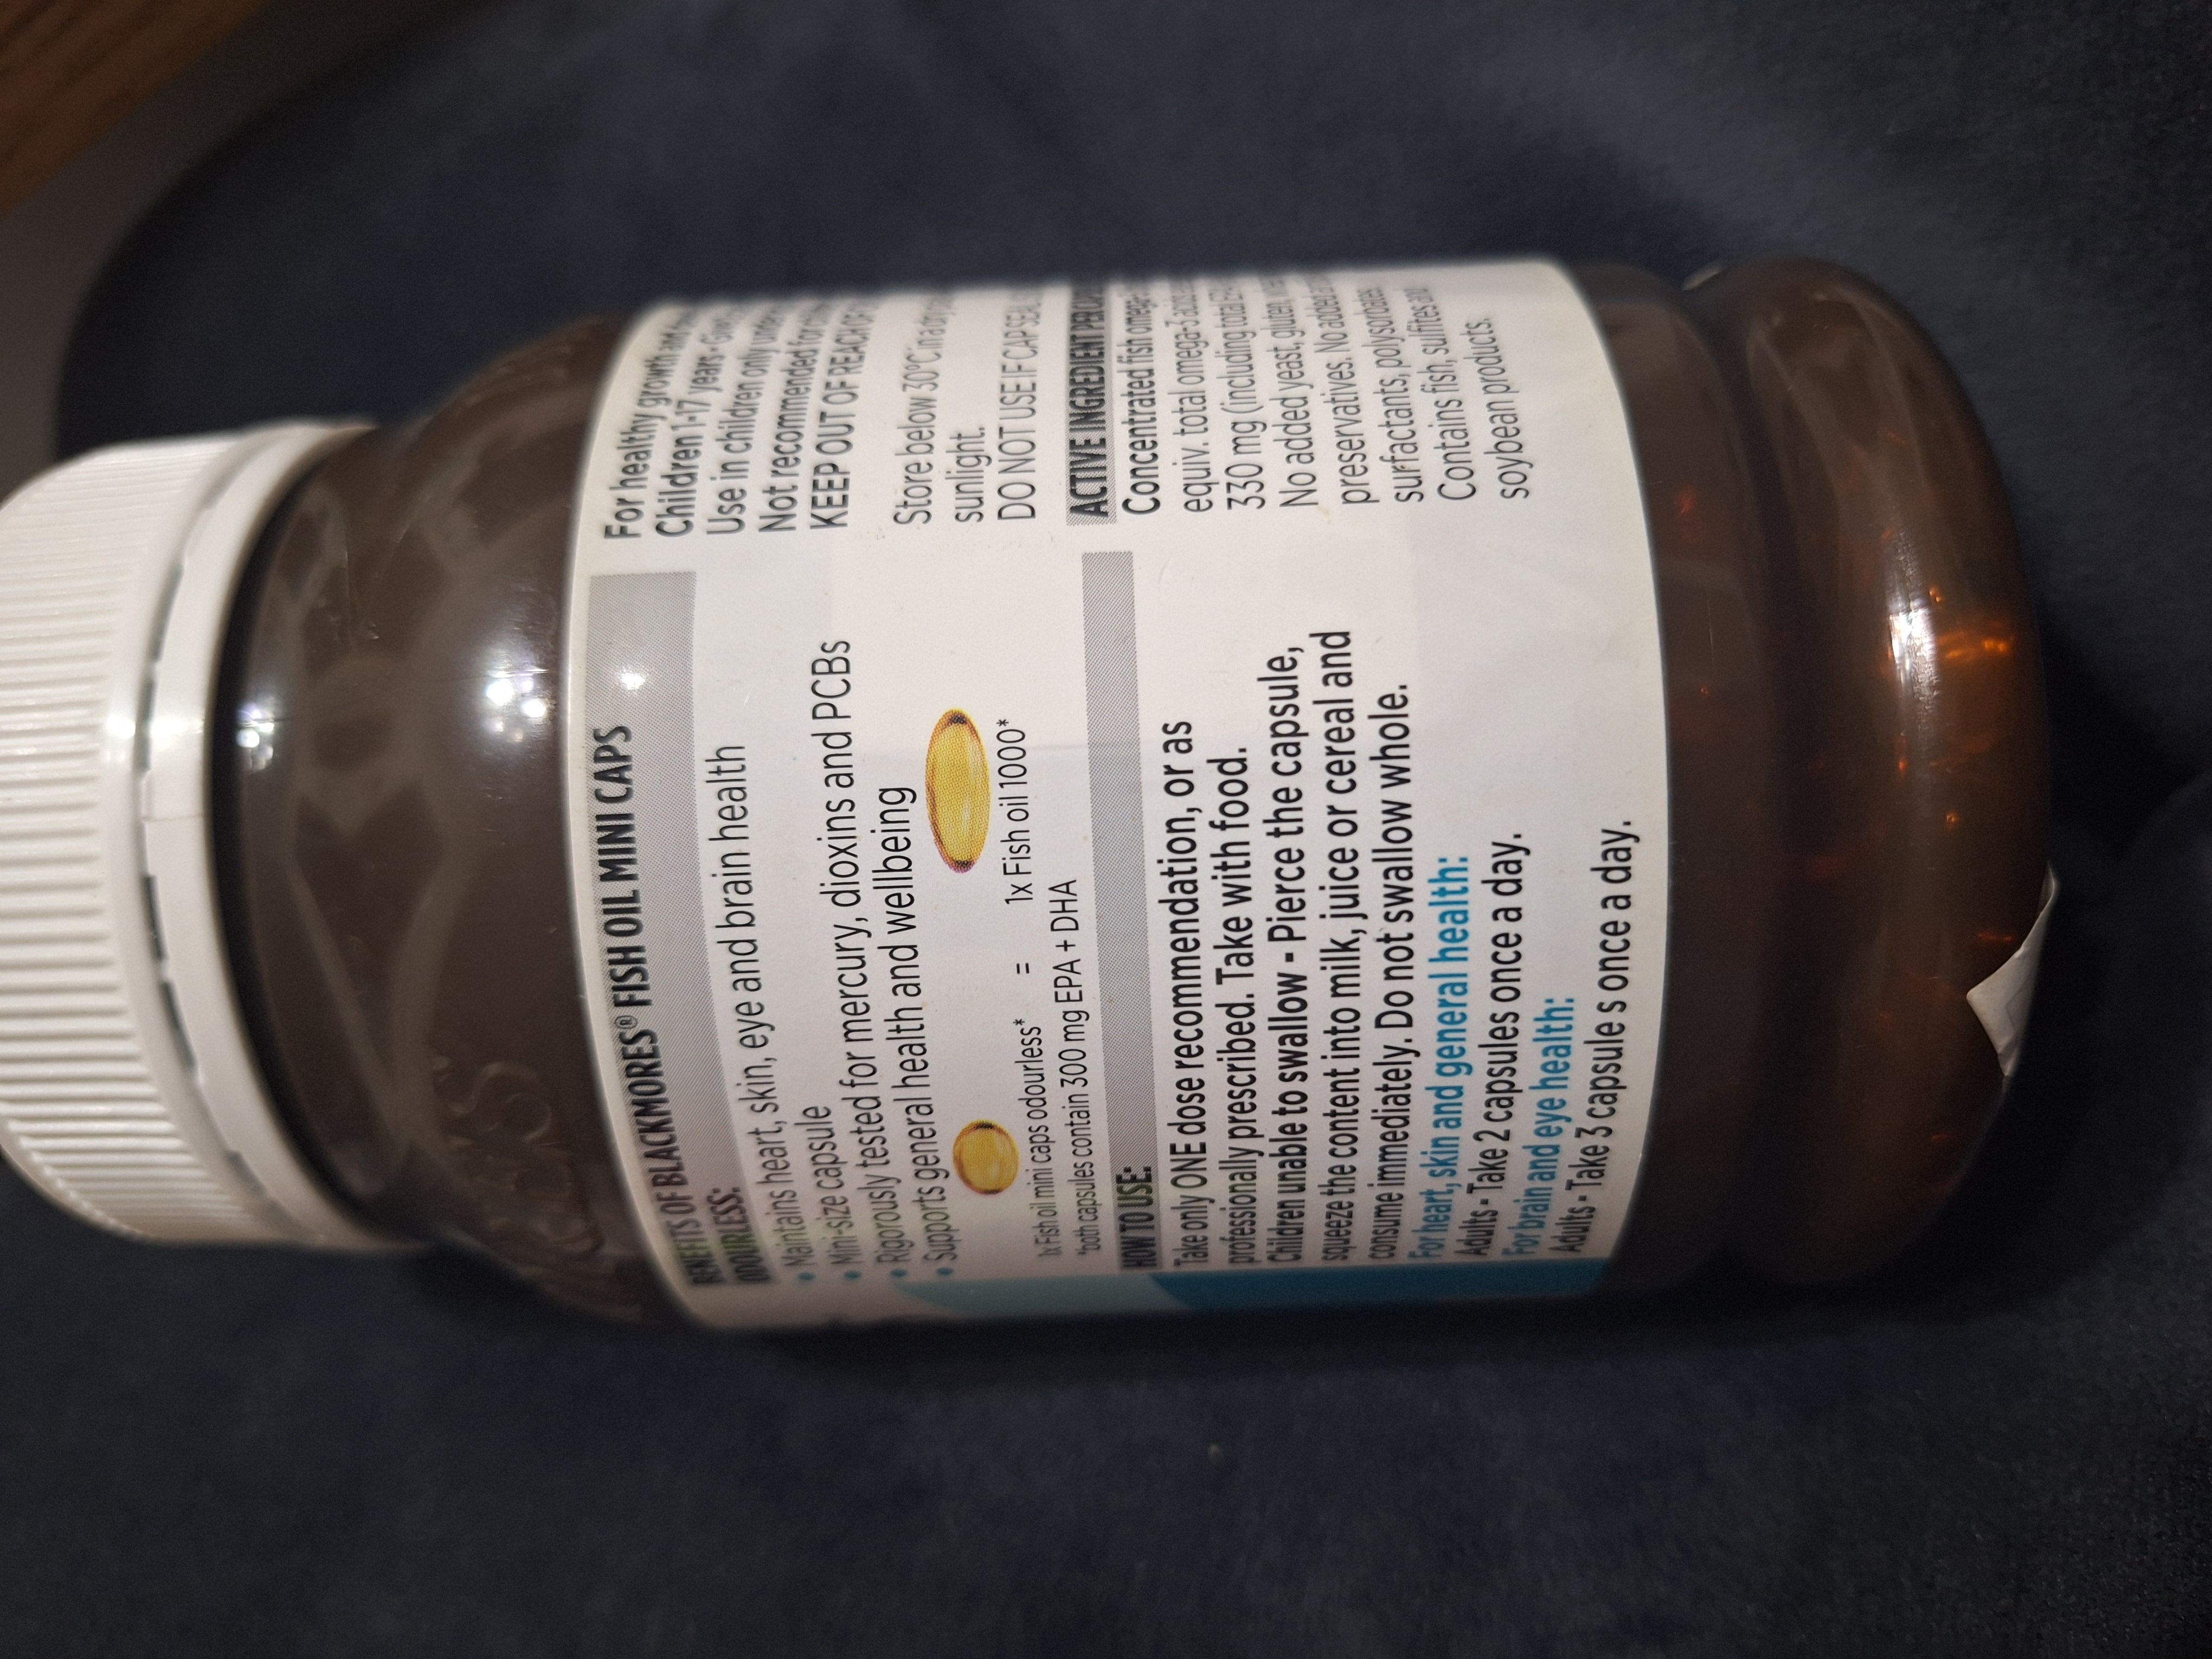 BENEFITS OF BLACKMORES® FISH OIL MINI CAPS
ODOURLESS:
• Maintains heart, skin, eye and brain health
• Mini-size capsule
• Rigorously tested for mercury, dioxins and PCBs
• Supports general health and wellbeing
1x Fish oil mini caps odourless* = 1x Fish oil 1000*
*both capsules contain 300 mg EPA + DHA
HOW TO USE:
Take only ONE dose recommendation, or as
professionally prescribed. Take with food.
Children unable to swallow - Pierce the capsule,
squeeze the content into milk, juice or cereal and
consume immediately. Do not swallow whole.
For heart, skin and general health:
Adults - Take 2 capsules once a day.
For brain and eye health:
Adults - Take 3 capsule s once a day.
For healthy growth and
Children 1-17 years - Give
Use in children only
Not recommended for
KEEP OUT OF REACH OF
Store below 30°C in a dry
sunlight.
DO NOT USE IF CAP SEAL
ACTIVE INGREDIENT PER
Concentrated fish
equiv. total omega-3
330 mg (including total
No added yeast, gluten,
preservatives. No added
surfactants, polysorbates
Contains fish, sulfites and
soybean products.